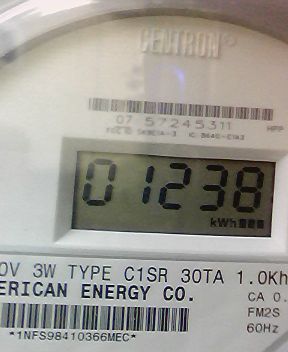 CENTRON®
07 57245311
HPP
01238
kWh
0V 3W TYPE C1SR 30TA 1.0Kh
ERICAN ENERGY CO.
CA 0.
FM2S
60Hz
*1NFS98410366MEC*